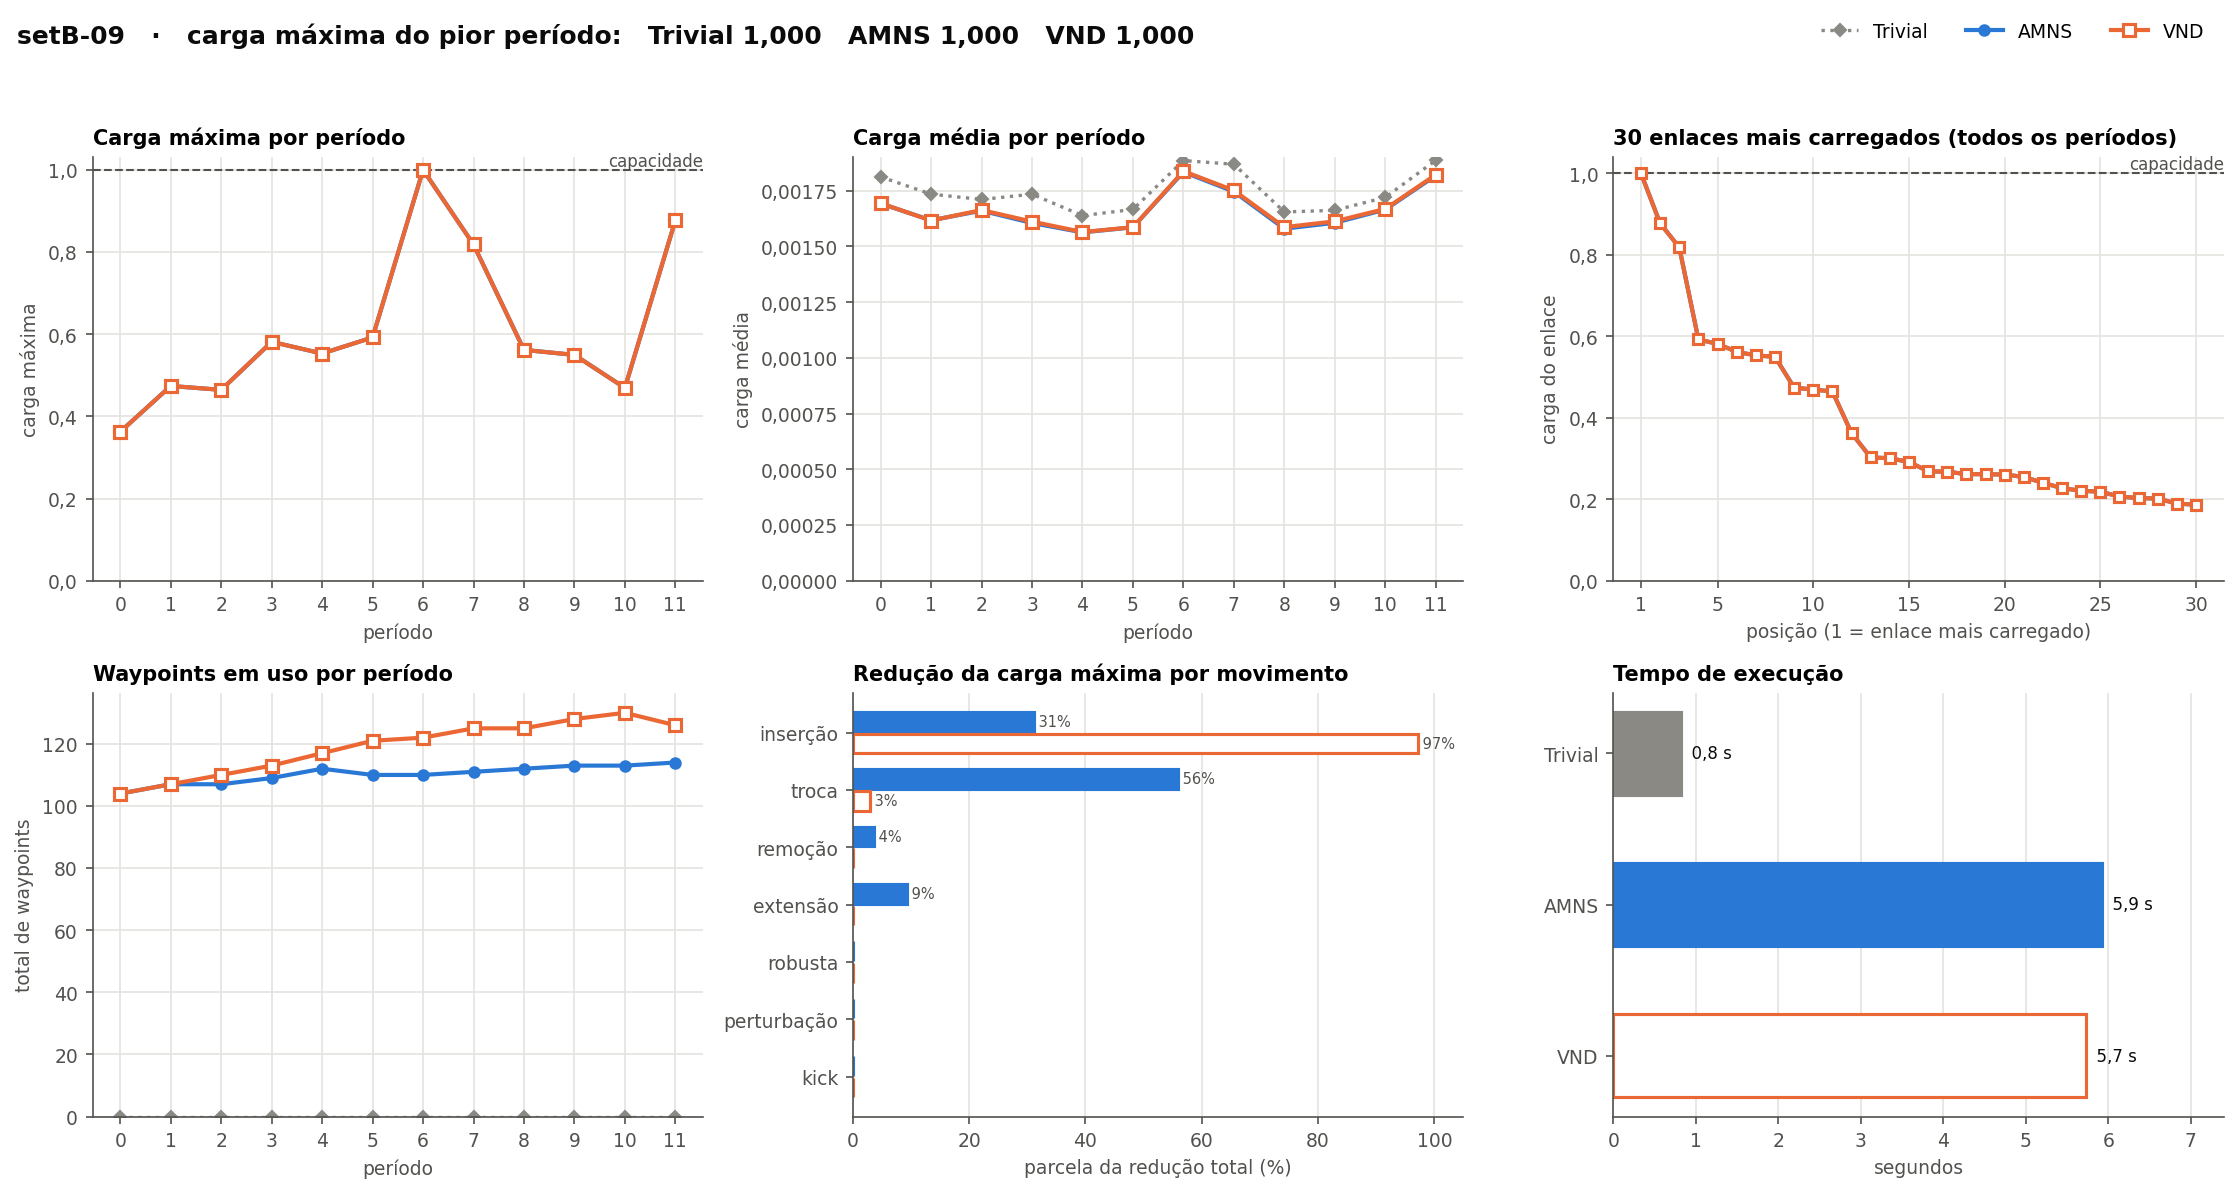 setB-09 · carga máxima do pior período: Trivial 1,000 AMNS 1,000 VND 1,000
Trivial AMNS VND
Carga máxima por período
capacidade
1,0
0,8
0,6
0,4
0,2
0,0
carga máxima
0 1 2 3 4 5 6 7 8 9 10 11
período
Carga média por período
0,00175
0,00150
0,00125
0,00100
0,00075
0,00050
0,00025
0,00000
carga média
0 1 2 3 4 5 6 7 8 9 10 11
período
30 enlaces mais carregados (todos os períodos)
capacidade
1,0
0,8
0,6
0,4
0,2
0,0
carga do enlace
1 5 10 15 20 25 30
posição (1 = enlace mais carregado)
Waypoints em uso por período
120
100
80
60
40
20
0
total de waypoints
0 1 2 3 4 5 6 7 8 9 10 11
período
Redução da carga máxima por movimento
inserção 31%
97%
troca 56%
3%
remoção 4%
extensão 9%
robusta
perturbação
kick
0 20 40 60 80 100
parcela da redução total (%)
Tempo de execução
Trivial 0,8 s
AMNS 5,9 s
VND 5,7 s
0 1 2 3 4 5 6 7
segundos